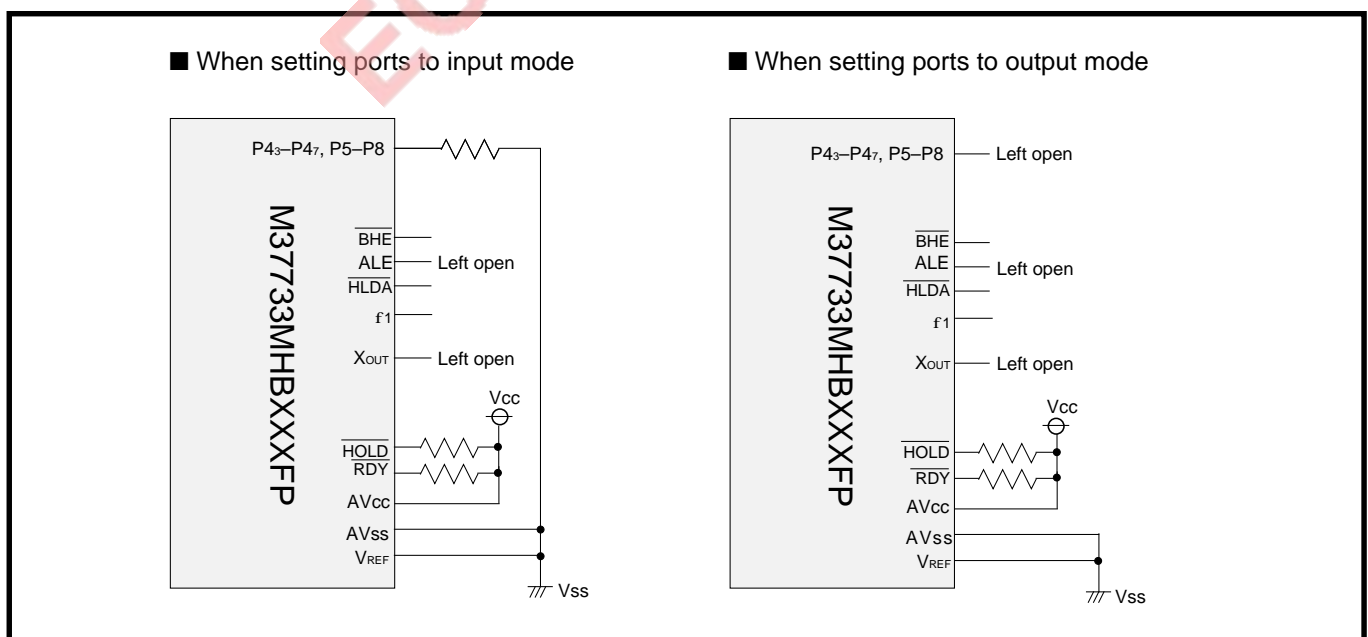 ■ When setting ports to input mode
P43–P47, P5–P8
M37733MHBXXXFP
BHE
ALE
Left open
HLDA
f1
XOUT
Left open
Vcc
HOLD
RDY
AVcc
AVss
VREF
Vss
■ When setting ports to output mode
P43–P47, P5–P8
Left open
M37733MHBXXXFP
BHE
ALE
Left open
HLDA
f1
XOUT
Left open
Vcc
HOLD
RDY
AVcc
AVss
VREF
Vss